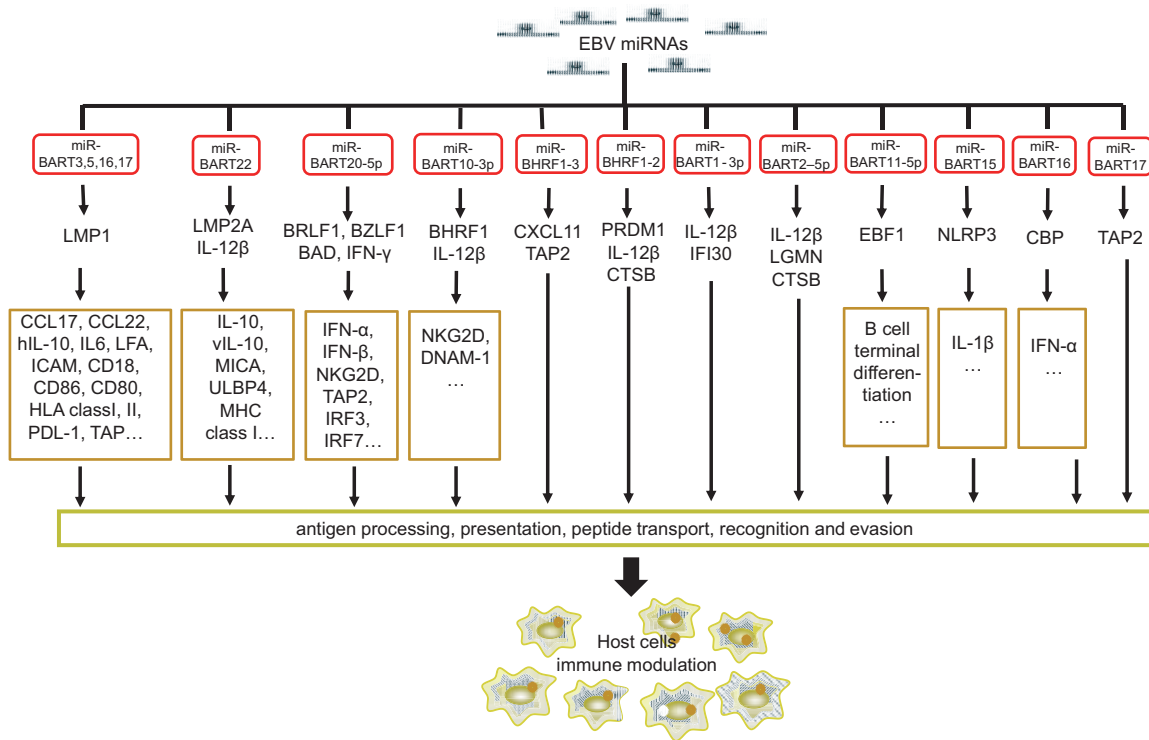 EBV miRNAs
miR-
BART3,5,16,17
miR-
BART22
miR-
BART20-5p
miR-
BART10-3p
miR-
BHRF1-3
miR-
BHRF1-2
miR-
BART1-3p
miR-
BART2–5p
miR-
BART11-5p
miR-
BART15
miR-
BART16
miR-
BART17
LMP1
LMP2A
IL-12β
BRLF1, BZLF1
BAD, IFN-γ
BHRF1
IL-12β
CXCL11
TAP2
PRDM1
IL-12β
CTSB
IL-12β
IFI30
IL-12β
LGMN
CTSB
EBF1
NLRP3
CBP
TAP2
CCL17, CCL22,
hIL-10, IL6, LFA,
ICAM, CD18,
CD86, CD80,
HLA classI, II,
PDL-1, TAP...
IL-10,
vIL-10,
MICA,
ULBP4,
MHC
class I...
IFN-α,
IFN-β,
NKG2D,
TAP2,
IRF3,
IRF7...
NKG2D,
DNAM-1
...
B cell
terminal
differen-
tiation
...
IL-1β
...
IFN-α
...
antigen processing, presentation, peptide transport, recognition and evasion
Host cells
immune modulation